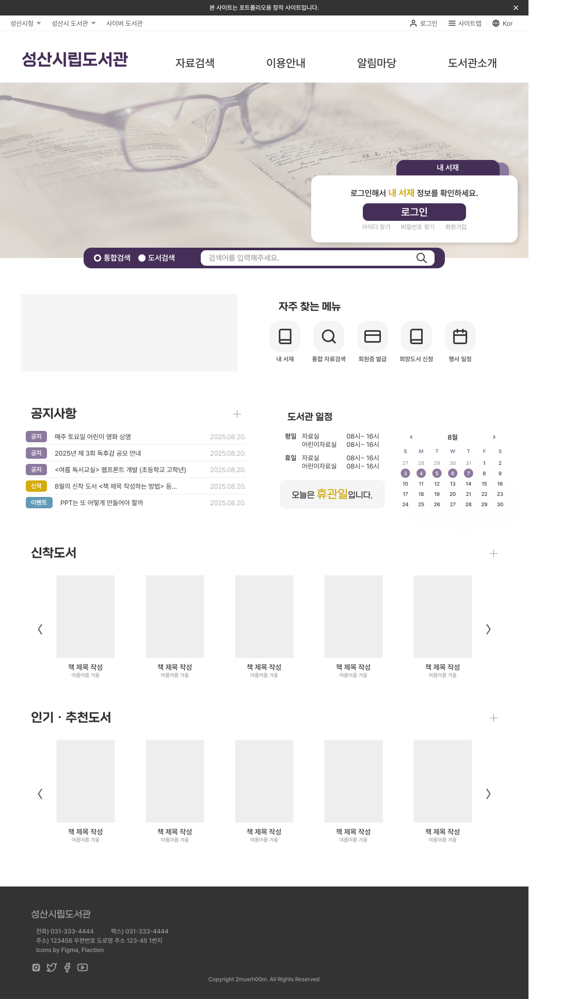 본 사이트는 포트폴리오용 창작 사이트입니다.
성산시청 성산시 도서관 사이버 도서관 로그인 사이트맵 Kor
성산시립도서관 자료검색 이용안내 알림마당 도서관소개
내 서재
로그인해서 내 서재 정보를 확인하세요.
로그인
아이디 찾기 비밀번호 찾기 회원가입
통합검색 도서검색 검색어를 입력해주세요.
자주 찾는 메뉴
내 서재 통합 자료검색 회원증 발급 희망도서 신청 행사 일정
공지사항
공지 매주 토요일 어린이 영화 상영 2025.08.20.
공지 2025년 제 3회 독후감 공모 안내 2025.08.20.
공지 <여름 독서교실> 웹프론트 개발 (초등학교 고학년) 2025.08.20.
신착 8월의 신착 도서 <책 제목 작성하는 방법> 등... 2025.08.20.
이벤트 PPT는 또 어떻게 만들어야 할까 2025.08.20.
도서관 일정
평일 자료실 08시~ 16시
어린이자료실 08시~ 16시
휴일 자료실 08시~ 16시
어린이자료실 08시~ 16시
오늘은 휴관일입니다.
8월
S M T W T F S
27 28 29 30 31 1 2
3 4 5 6 7 8 9
10 11 12 13 14 15 16
17 18 19 20 21 22 23
24 25 26 27 28 29 30
신착도서
책 제목 작성 책 제목 작성 책 제목 작성 책 제목 작성 책 제목 작성
여름여름 겨울 여름여름 겨울 여름여름 겨울 여름여름 겨울 여름여름 겨울
인기 · 추천도서
책 제목 작성 책 제목 작성 책 제목 작성 책 제목 작성 책 제목 작성
여름여름 겨울 여름여름 겨울 여름여름 겨울 여름여름 겨울 여름여름 겨울
성산시립도서관
전화) 031-333-4444 팩스) 031-333-4444
주소) 123456 우편번호 도로명 주소 123-45 1번지
Icons by Figma, Flaction
Copyright 2musrh00m. All Rights Reserved